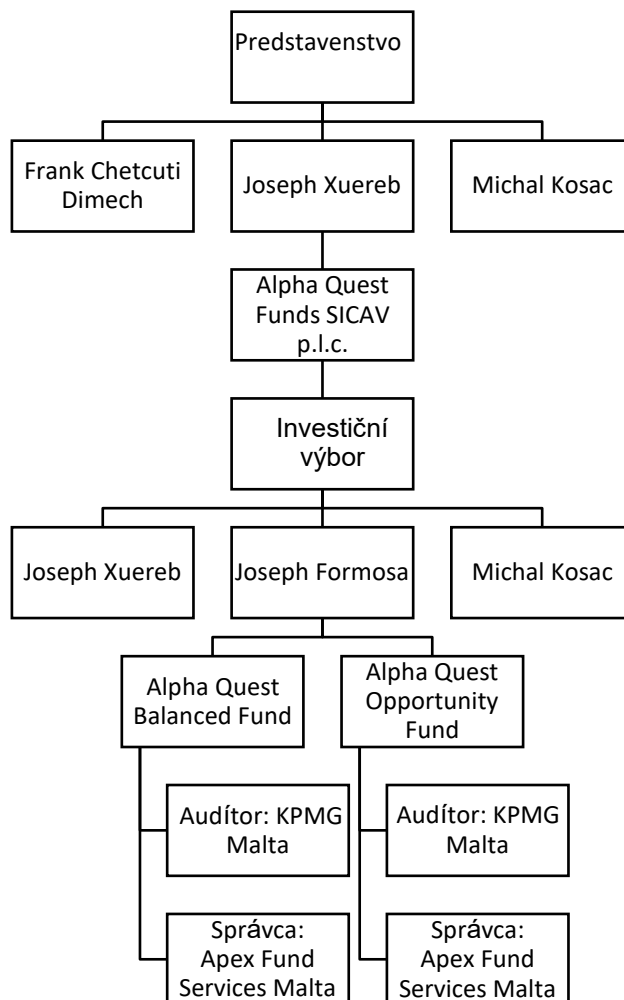 Predstavenstvo
Frank Chetcuti
Dimech
Joseph Xuereb
Michal Kosac
Alpha Quest
Funds SICAV
p.l.c.
Investiční
výbor
Joseph Xuereb
Joseph Formosa
Michal Kosac
Alpha Quest
Balanced Fund
Alpha Quest
Opportunity
Fund
Audítor: KPMG
Malta
Audítor: KPMG
Malta
Správca:
Apex Fund
Services Malta
Správca:
Apex Fund
Services Malta